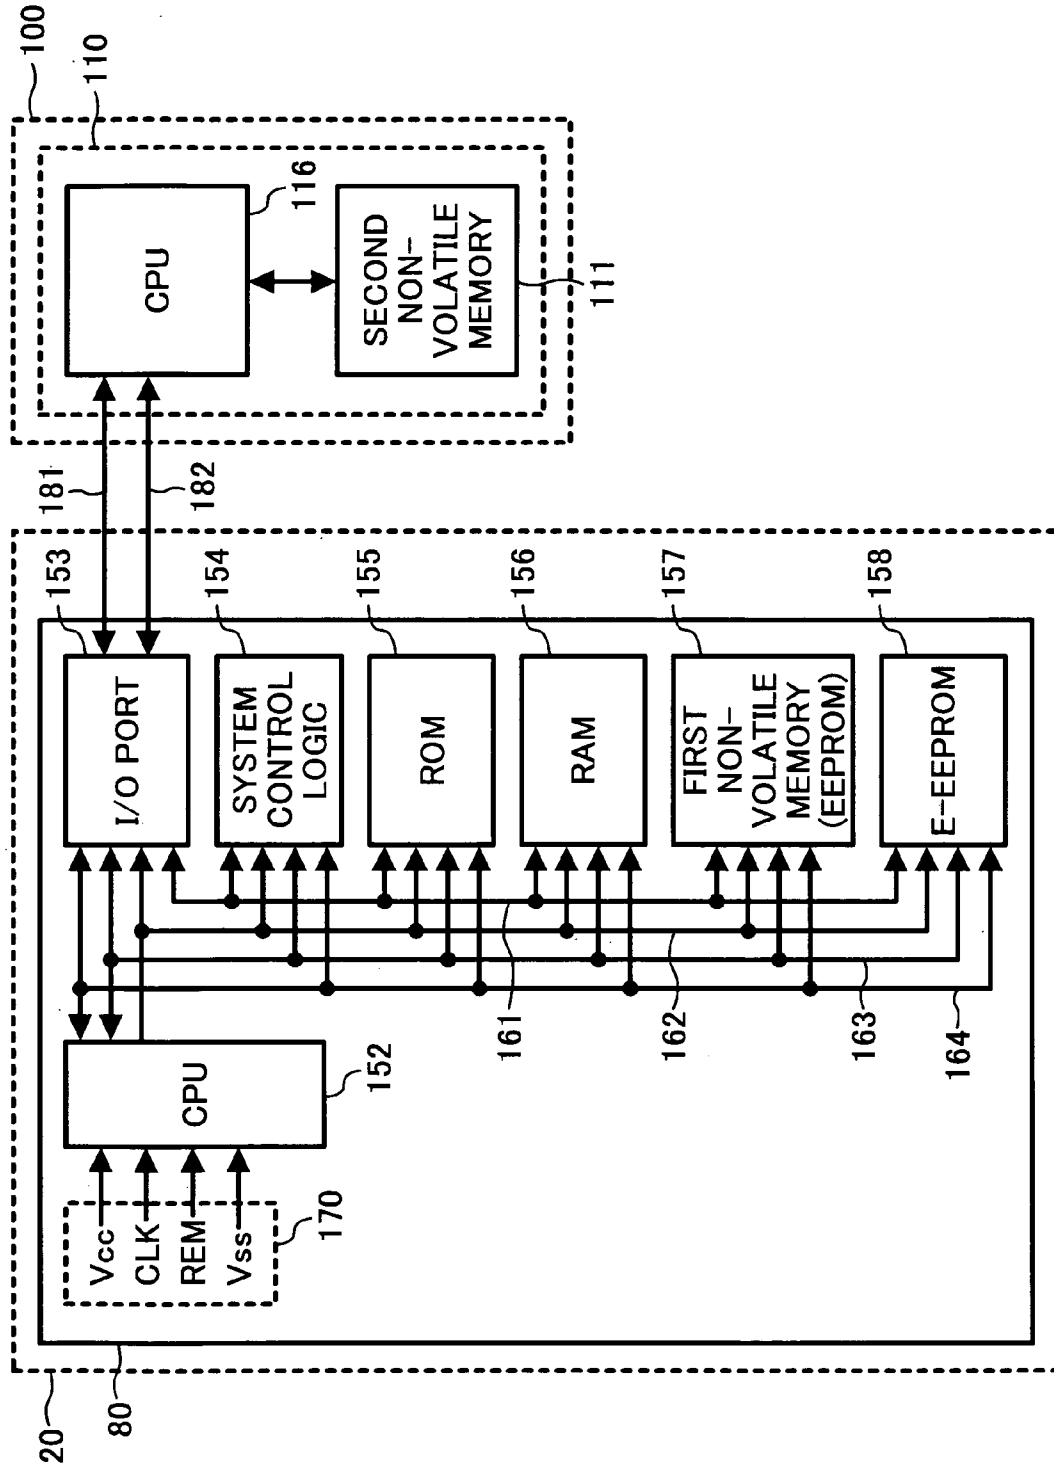 20
80
Vcc
CLK
REM
Vss
170
CPU
152
161
162
163
164
I/O PORT
153
SYSTEM
CONTROL
LOGIC
154
ROM
155
RAM
156
FIRST
NON-
VOLATILE
MEMORY
(EEPROM)
157
E-EEPROM
158
181
182
100
110
CPU
116
SECOND
NON-
VOLATILE
MEMORY
111